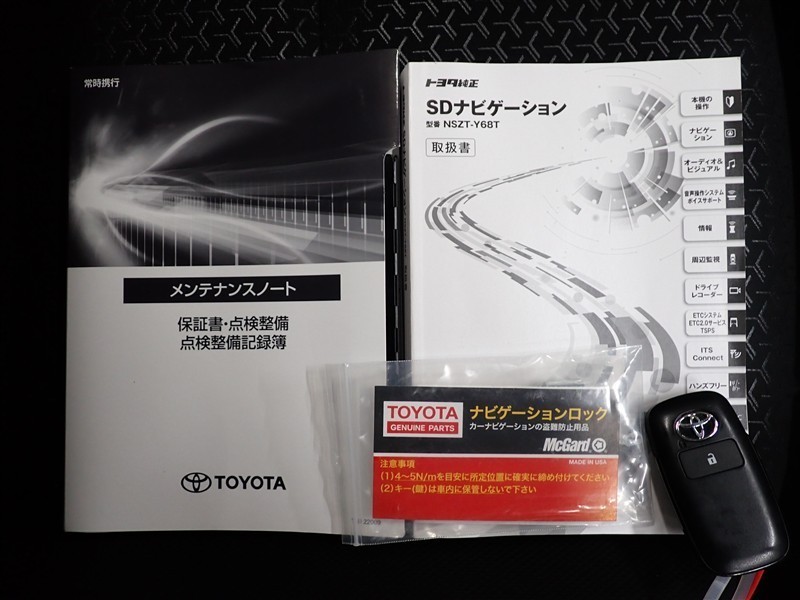 常時携行
メンテナンスノート
保証書・点検整備
点検整備記録簿
TOYOTA
トヨタ純正
SDナビゲーション
型番 NSZT-Y68T
取扱書
本機の
操作
ナビゲー
ション
オーディオ&
ビジュアル
音声操作システム
ボイスサポート
情報
周辺監視
ドライブ
レコーダー
ETCシステム
ETC2.0サービス
TSPS
ITS
Connect
ハンズフリー
TOYOTA
GENUINE PARTS
ナビゲーションロック
カーナビゲーションの盗難防止用品
McGard
MADE IN USA
注意事項
(1)4~5N/mを目安に所定位置に確実に締め付けてください
(2)キー(鍵)は車内に保管しないで下さい